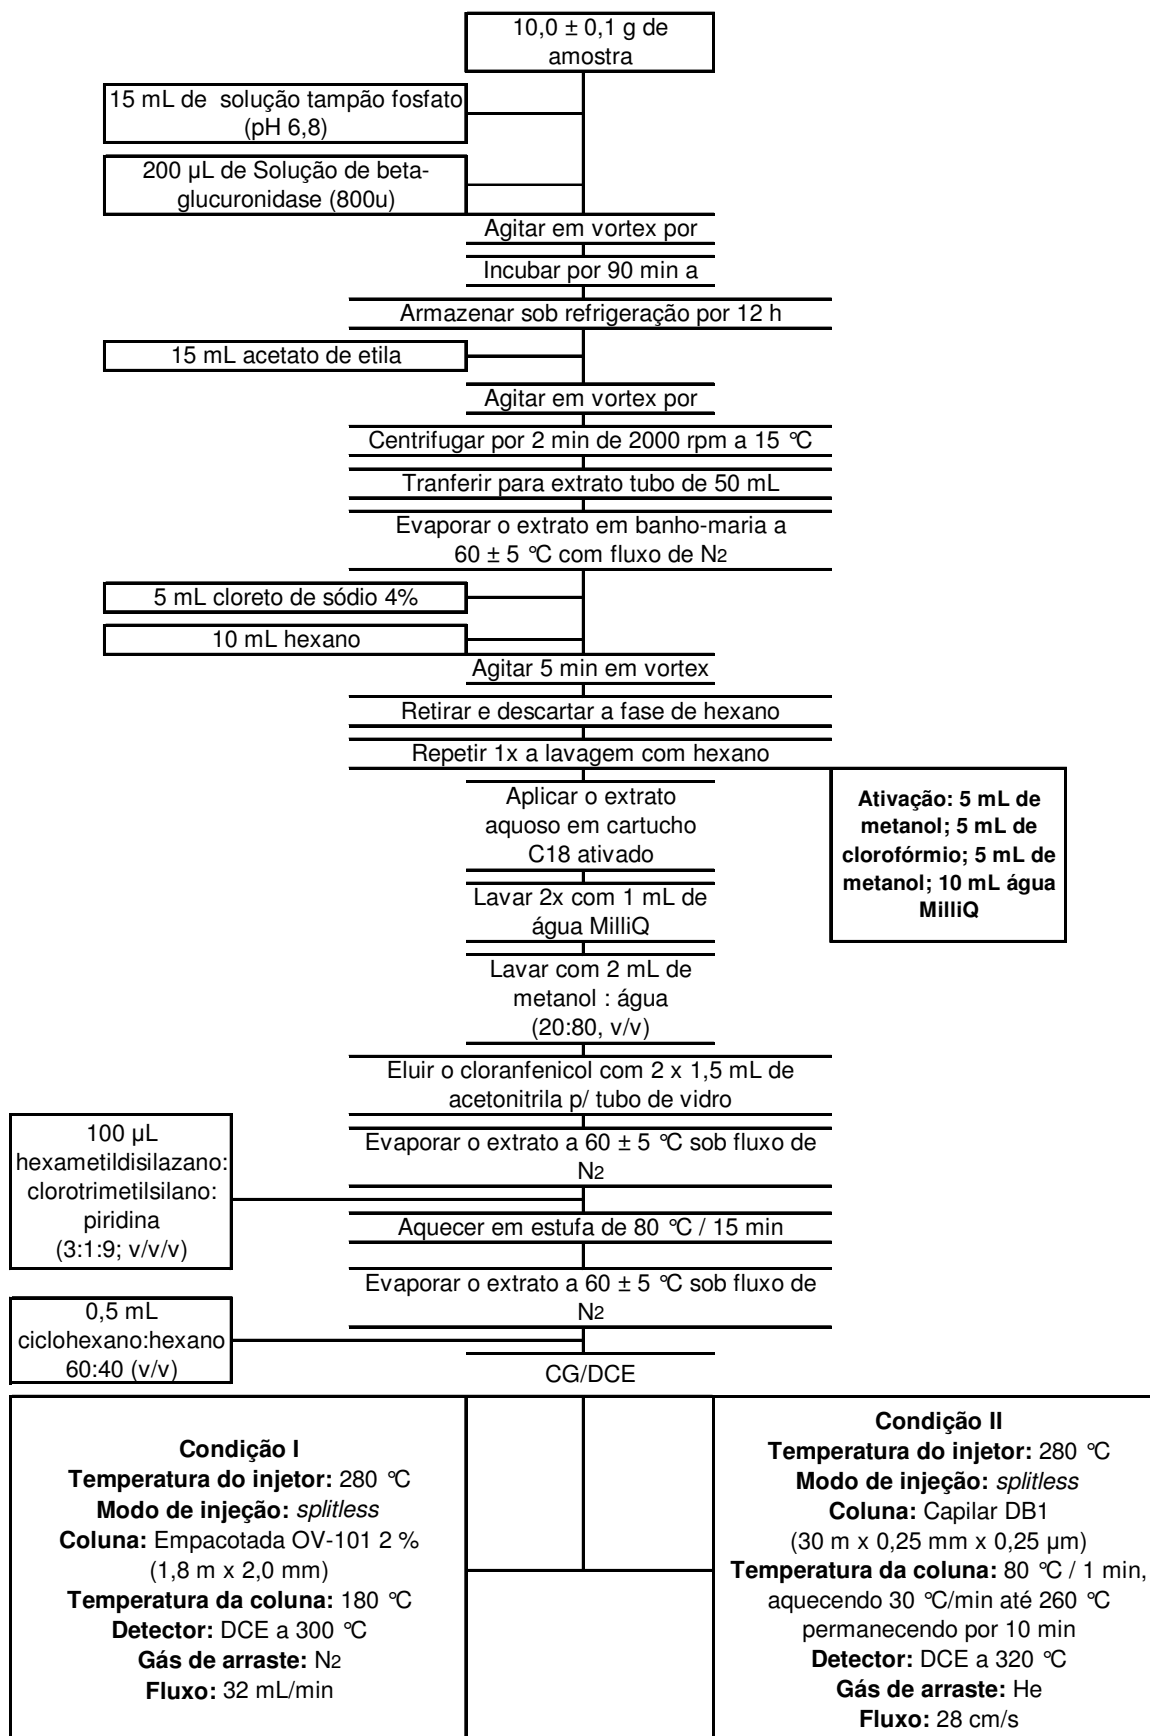 10,0 ± 0,1 g de
amostra
15 mL de solução tampão fosfato
(pH 6,8)
200 µL de Solução de beta-
glucuronidase (800u)
Agitar em vortex por
Incubar por 90 min a
Armazenar sob refrigeração por 12 h
15 mL acetato de etila
Agitar em vortex por
Centrifugar por 2 min de 2000 rpm a 15 °C
Tranferir para extrato tubo de 50 mL
Evaporar o extrato em banho-maria a
60 ± 5 °C com fluxo de N2
5 mL cloreto de sódio 4%
10 mL hexano
Agitar 5 min em vortex
Retirar e descartar a fase de hexano
Repetir 1x a lavagem com hexano
Aplicar o extrato
aquoso em cartucho
C18 ativado
Ativação: 5 mL de
metanol; 5 mL de
clorofórmio; 5 mL de
metanol; 10 mL água
MilliQ
Lavar 2x com 1 mL de
água MilliQ
Lavar com 2 mL de
metanol : água
(20:80, v/v)
Eluir o cloranfenicol com 2 x 1,5 mL de
acetonitrila p/ tubo de vidro
Evaporar o extrato a 60 ± 5 °C sob fluxo de
N2
100 µL
hexametildisilazano:
clorotrimetilsilano:
piridina
(3:1:9; v/v/v)
Aquecer em estufa de 80 °C / 15 min
Evaporar o extrato a 60 ± 5 °C sob fluxo de
N2
0,5 mL
ciclohexano:hexano
60:40 (v/v)
CG/DCE
Condição I
Temperatura do injetor: 280 °C
Modo de injeção: splitless
Coluna: Empacotada OV-101 2 %
(1,8 m x 2,0 mm)
Temperatura da coluna: 180 °C
Detector: DCE a 300 °C
Gás de arraste: N2
Fluxo: 32 mL/min
Condição II
Temperatura do injetor: 280 °C
Modo de injeção: splitless
Coluna: Capilar DB1
(30 m x 0,25 mm x 0,25 µm)
Temperatura da coluna: 80 °C / 1 min,
aquecendo 30 °C/min até 260 °C
permanecendo por 10 min
Detector: DCE a 320 °C
Gás de arraste: He
Fluxo: 28 cm/s